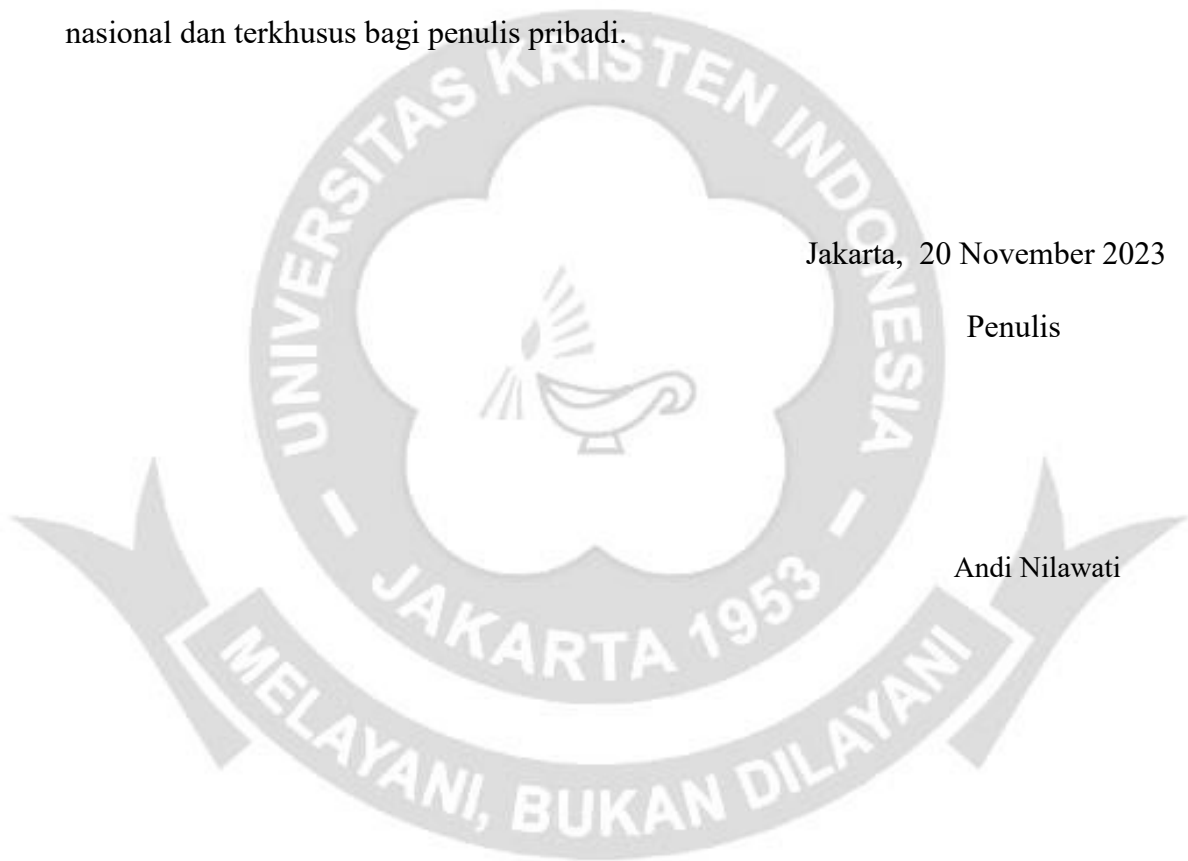 nasional dan terkhusus bagi penulis pribadi.
UNIVERSITAS KRISTEN INDONESIA
Jakarta, 20 November 2023
Penulis
Andi Nilawati
- JAKARTA 1953 -
MELAYANI, BUKAN DILAYANI